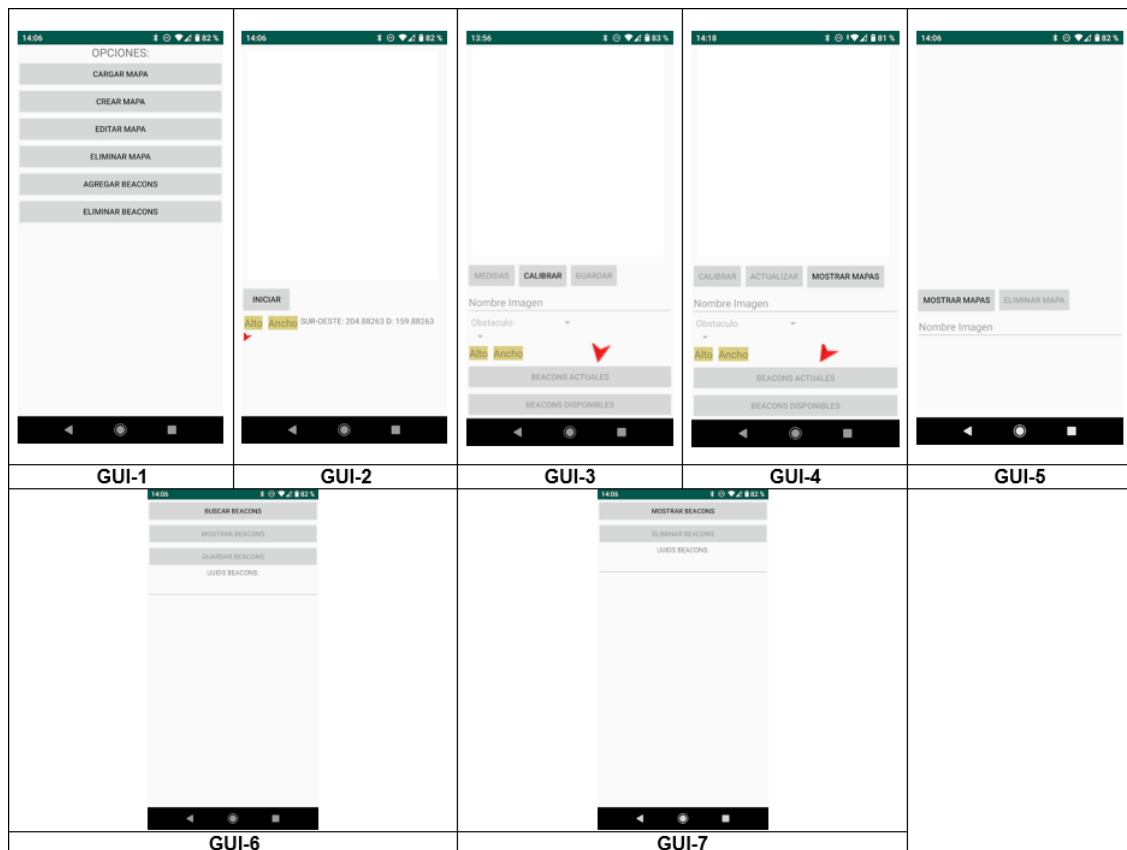 14:06 82 %
OPCIONES:
CARGAR MAPA
CREAR MAPA
EDITAR MAPA
ELIMINAR MAPA
AGREGAR BEACONS
ELIMINAR BEACONS
GUI-1
14:06 82 %
INICIAR
Alto Ancho SUR-OESTE: 204.88263 D: 159.88263
GUI-2
13:56 83 %
MEDIDAS CALIBRAR GUARDAR
Nombre Imagen
Obstaculo
Alto Ancho
BEACONS ACTUALES
BEACONS DISPONIBLES
GUI-3
14:18 81 %
CALIBRAR ACTUALIZAR MOSTRAR MAPAS
Nombre Imagen
Obstaculo
Alto Ancho
BEACONS ACTUALES
BEACONS DISPONIBLES
GUI-4
14:06 82 %
MOSTRAR MAPAS ELIMINAR MAPA
Nombre Imagen
GUI-5
14:06 82 %
BUSCAR BEACONS
MOSTRAR BEACONS
GUARDAR BEACONS
UUIDS BEACONS:
GUI-6
14:06 82 %
MOSTRAR BEACONS
ELIMINAR BEACONS
UUIDS BEACONS:
GUI-7